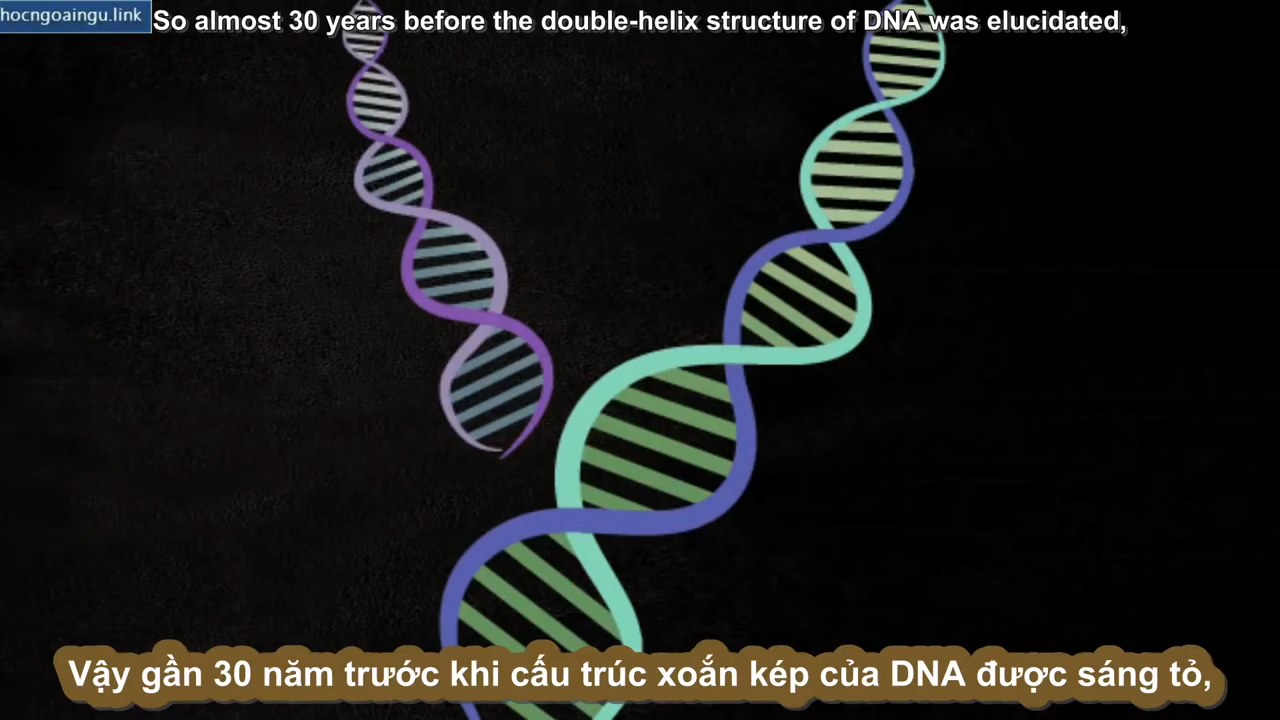 hocngoaingu.link
So almost 30 years before the double-helix structure of DNA was elucidated,
Vậy gần 30 năm trước khi cấu trúc xoắn kép của DNA được sáng tỏ,